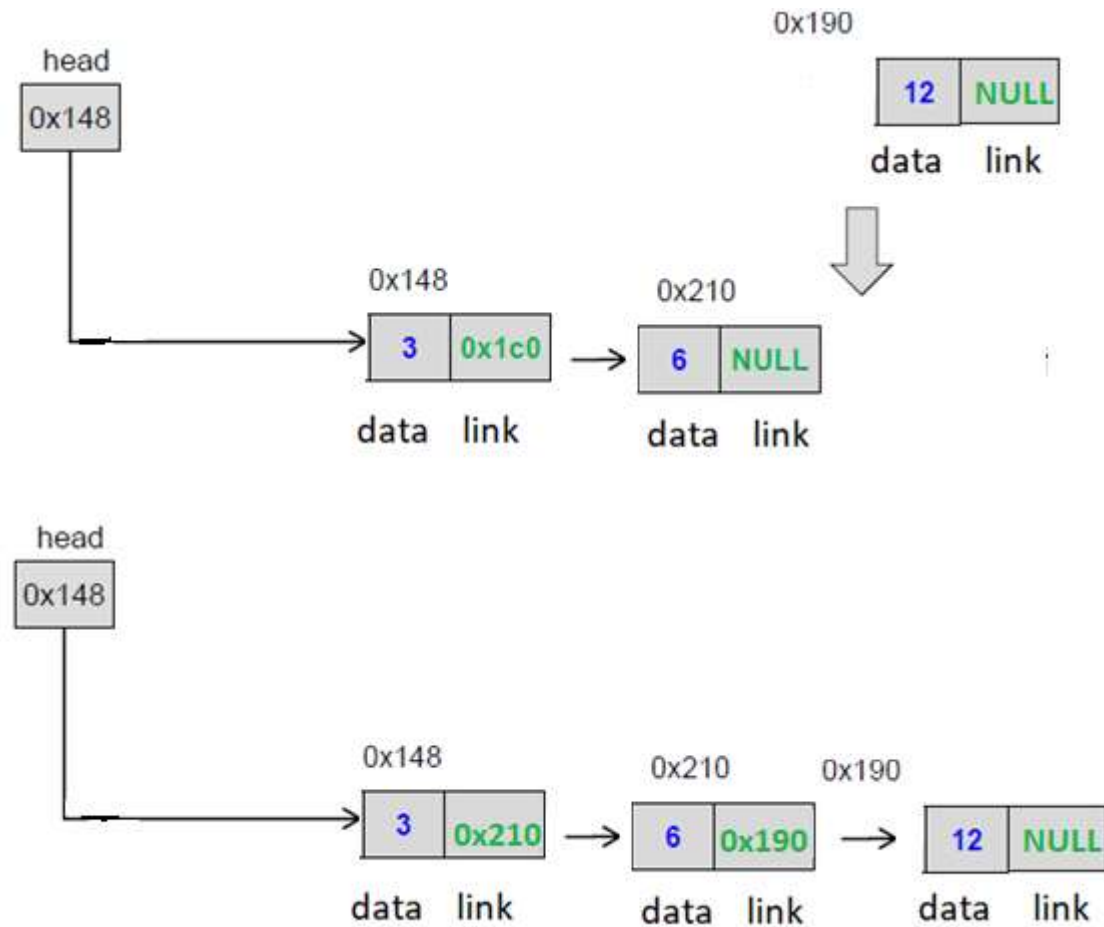 0x190
head
0x148
12 NULL
data link
0x148
0x210
3 0x1c0
6 NULL
data link
data link
head
0x148
0x148
0x210
0x190
3 0x210
6 0x190
12 NULL
data link
data link
data link